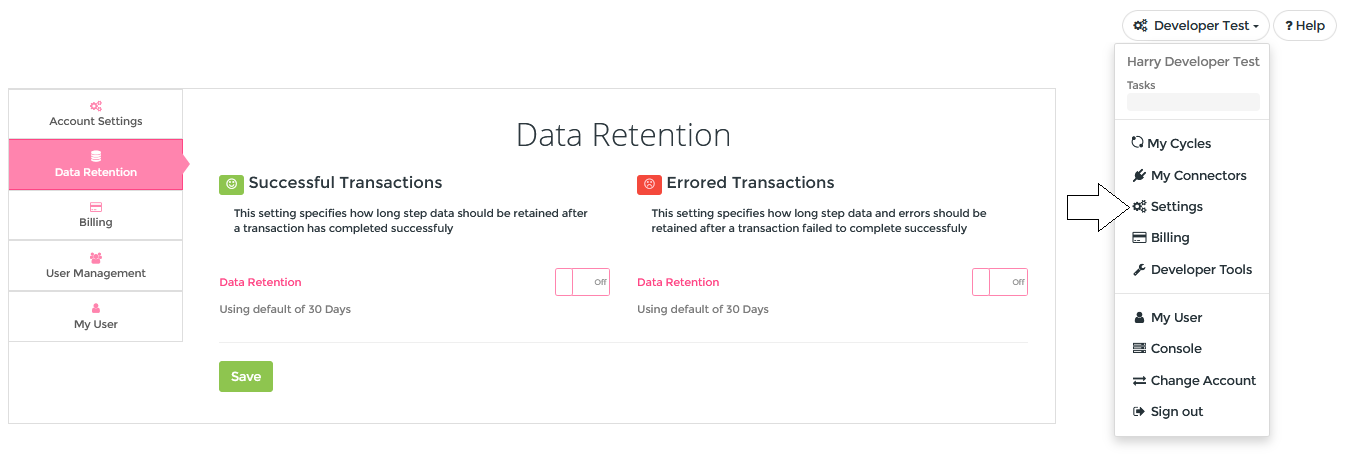 Developer Test
? Help
Harry Developer Test
Tasks
My Cycles
My Connectors
Settings
Billing
Developer Tools
My User
Console
Change Account
Sign out
Account Settings
Data Retention
Billing
User Management
My User
Data Retention
Successful Transactions
This setting specifies how long step data should be retained after
a transaction has completed successfuly
Data Retention
Off
Using default of 30 Days
Errored Transactions
This setting specifies how long step data and errors should be
retained after a transaction failed to complete successfuly
Data Retention
Off
Using default of 30 Days
Save